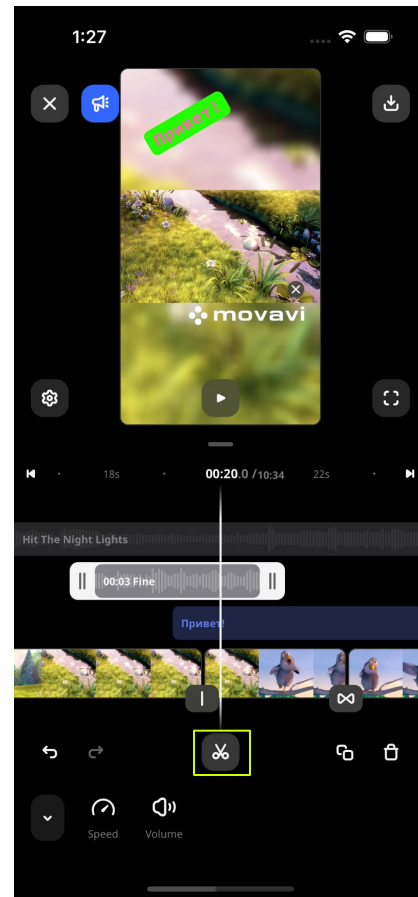 1:27
привет!
movavi
18s
00:20.0 /10:34
22s
Hit The Night Lights
00:03 Fine
Привет!
Speed
Volume